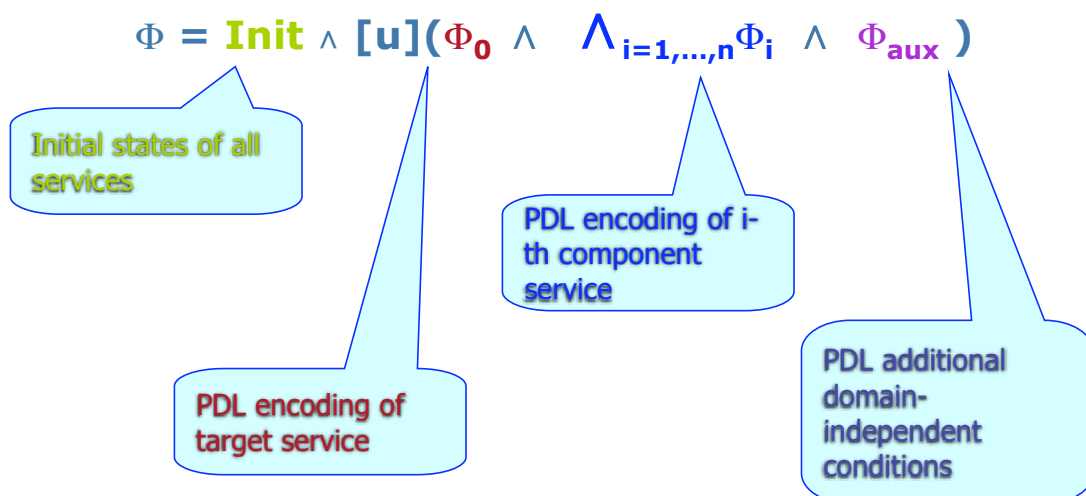 Φ = Init ∧ [u](Φ₀ ∧ ∧ᵢ₌₁,…,ₙΦᵢ ∧ Φₐᵤₓ )
Initial states of all
services
PDL encoding of i-
th component
service
PDL encoding of
target service
PDL additional
domain-
independent
conditions